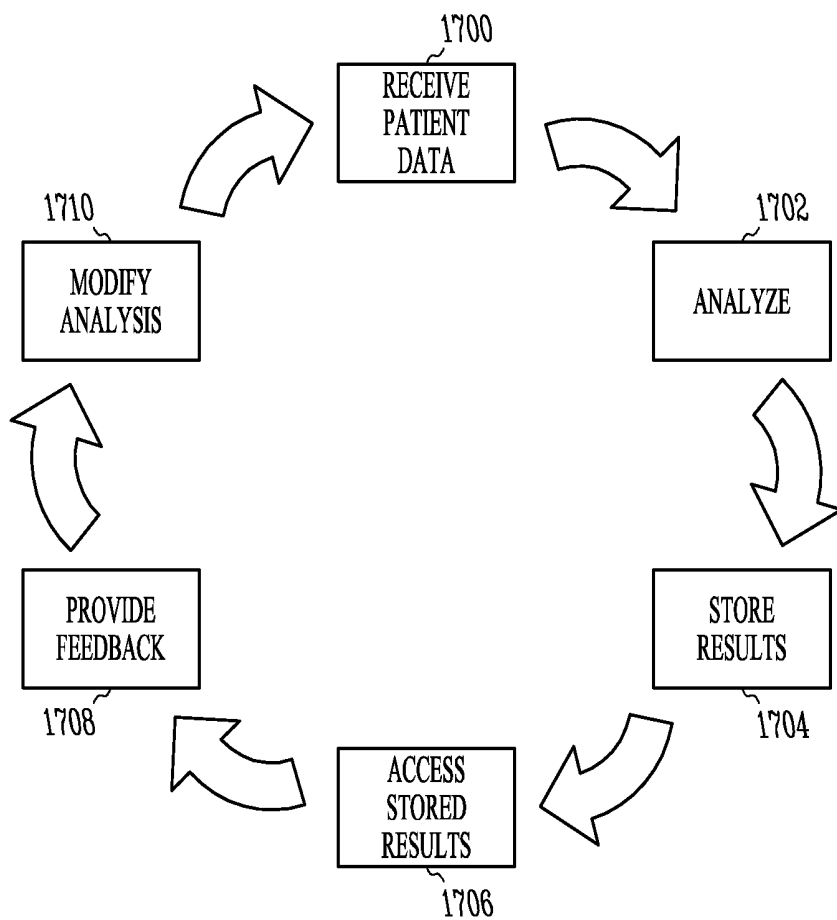 1700
RECEIVE
PATIENT
DATA
1702
ANALYZE
STORE
RESULTS
1704
ACCESS
STORED
RESULTS
1706
PROVIDE
FEEDBACK
1708
1710
MODIFY
ANALYSIS